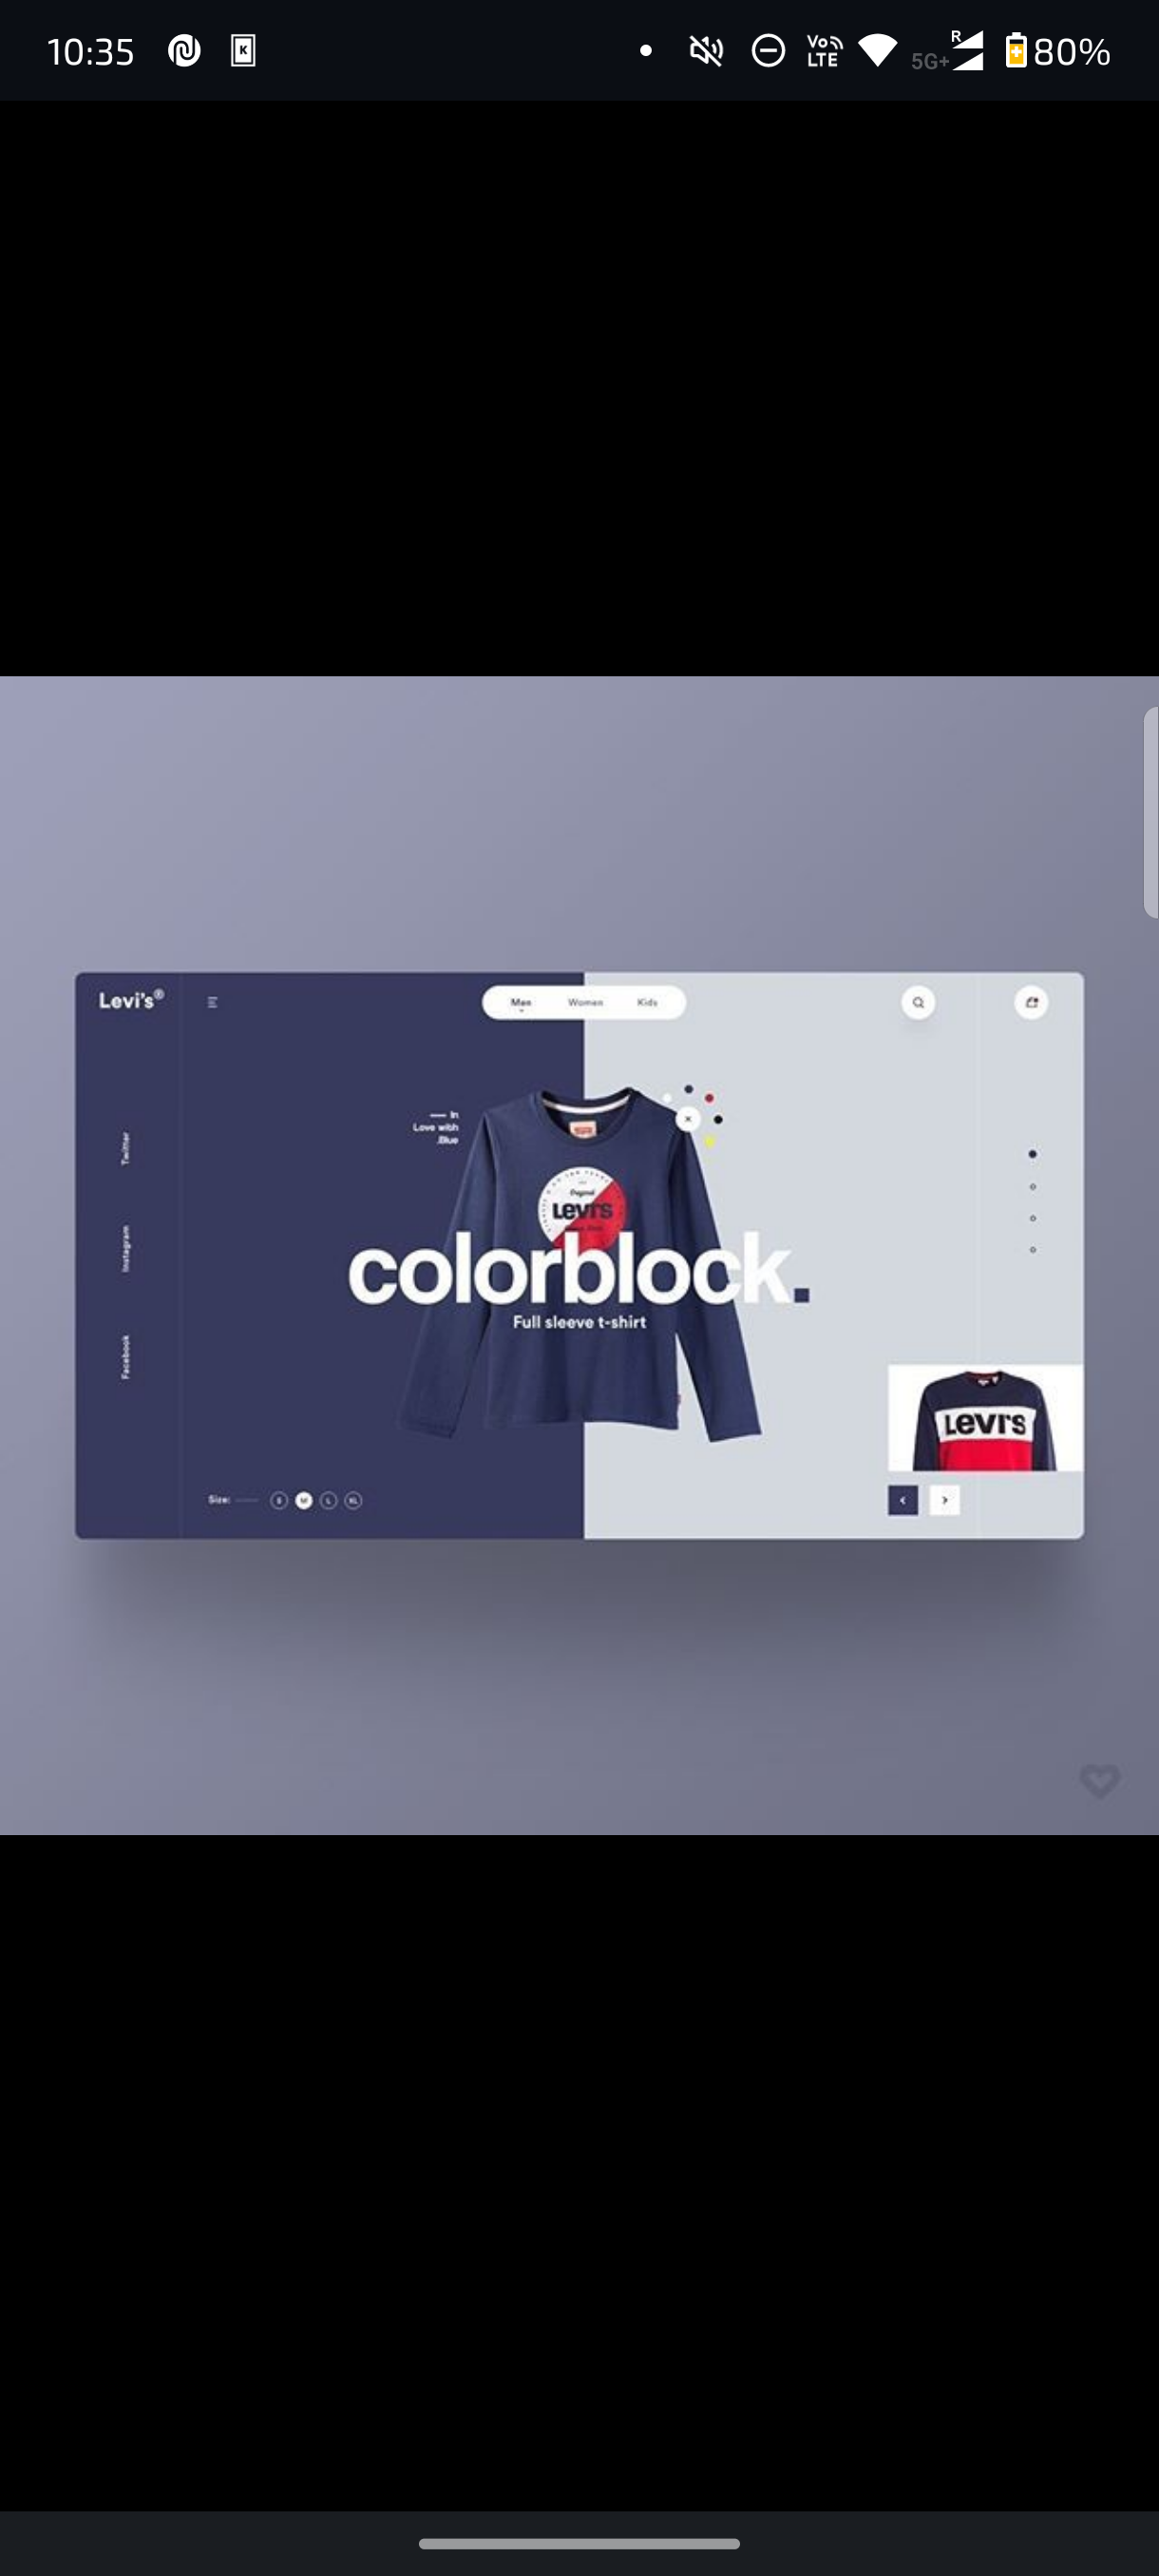 10:35
K
Vo LTE
5G+
R
80%
Levi's®
Men Women Kids
In
Love with
.Blue
Twitter
Instagram
Facebook
Original
Levi's
colorblock.
Full sleeve t-shirt
Levi's
Size: S M L XL